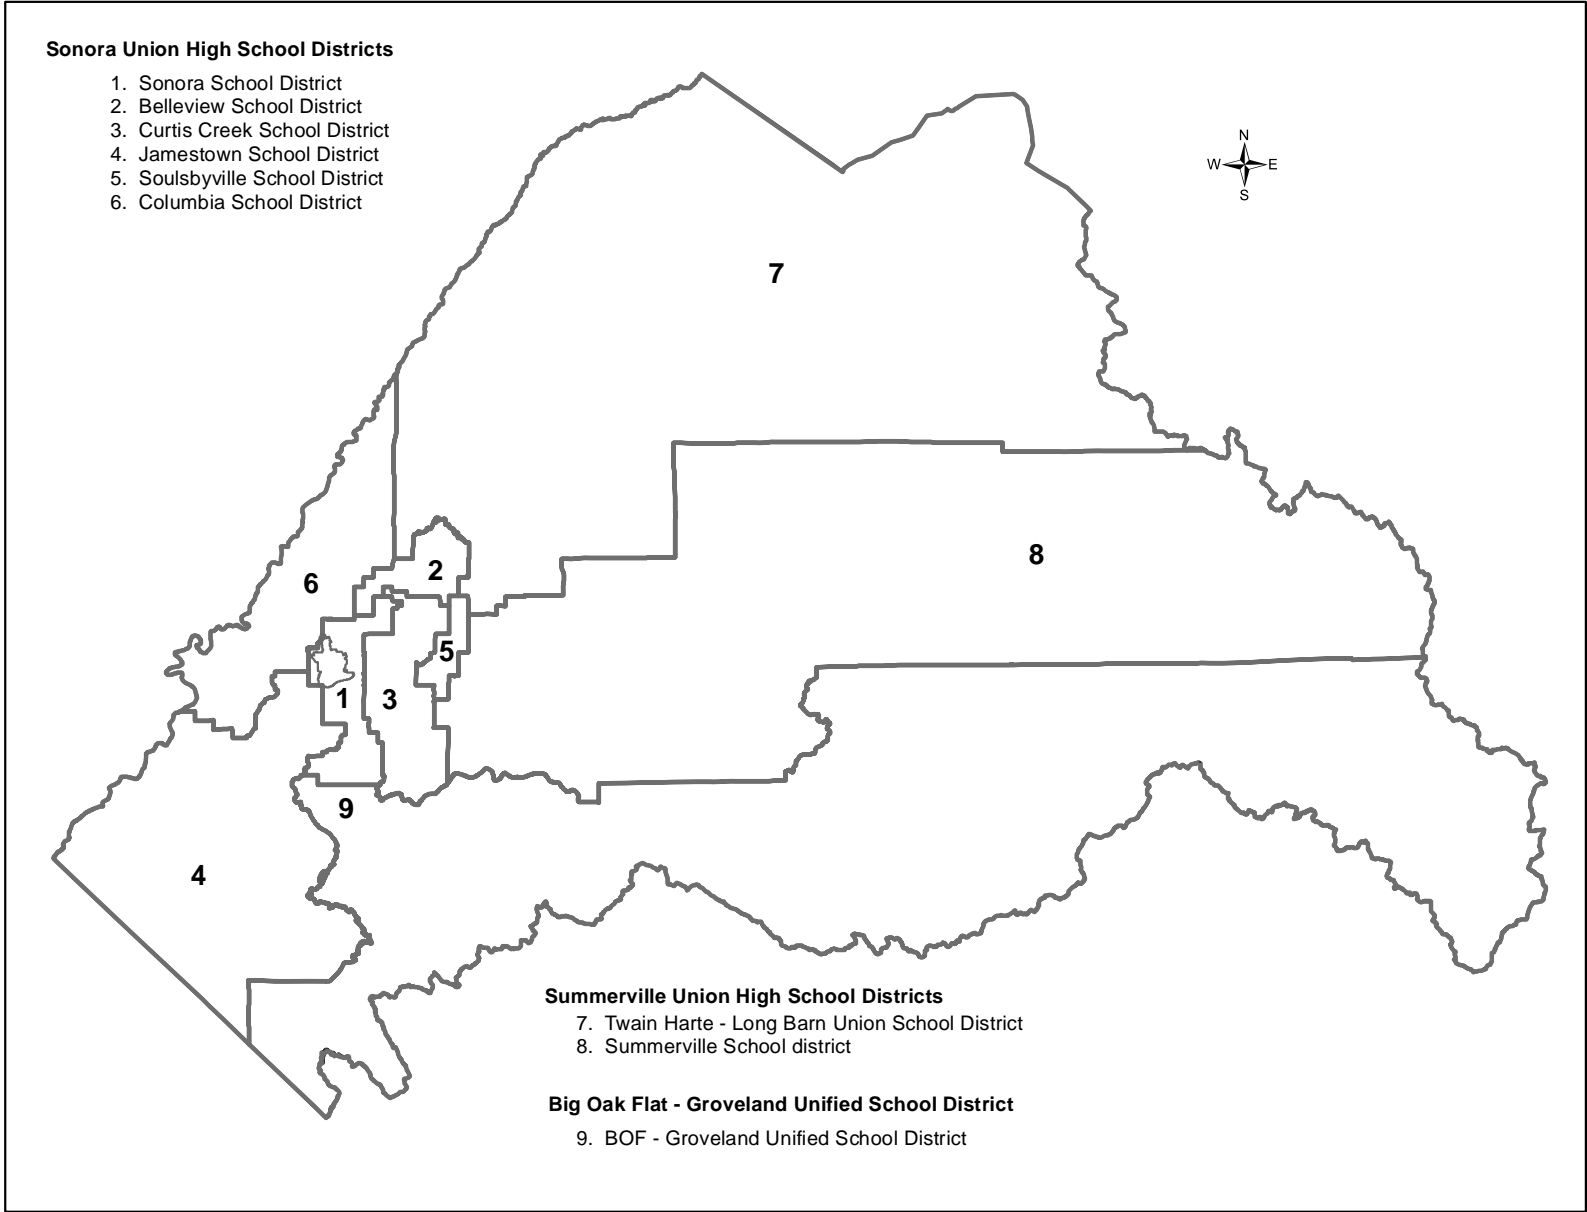 Sonora Union High School Districts
1. Sonora School District
2. Belleview School District
3. Curtis Creek School District
4. Jamestown School District
5. Soulsbyville School District
6. Columbia School District
N
W E
S
7
8
2
6
5
1
3
9
4
Summerville Union High School Districts
7. Twain Harte - Long Barn Union School District
8. Summerville School district
Big Oak Flat - Groveland Unified School District
9. BOF - Groveland Unified School District